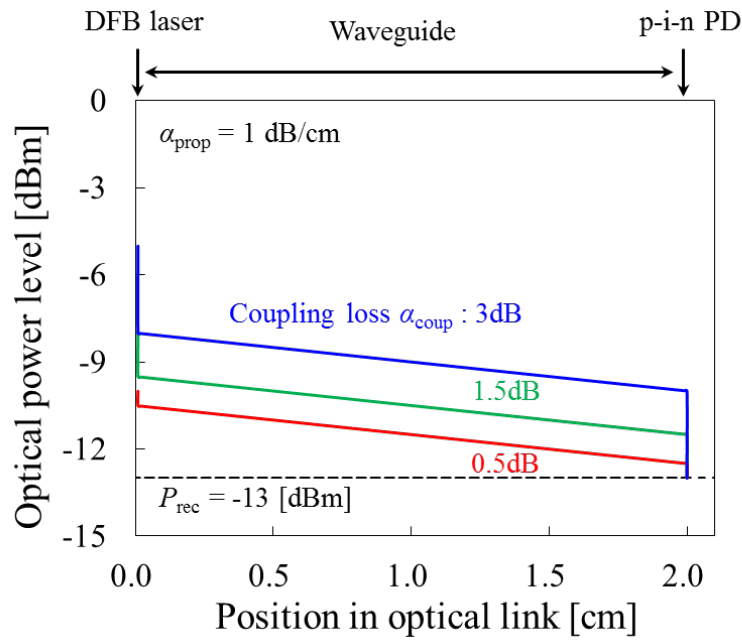 DFB laser
Waveguide
p-i-n PD
Optical power level [dBm]
0
-3
-6
-9
-12
-15
αprop = 1 dB/cm
Coupling loss αcoup : 3dB
1.5dB
0.5dB
Prec = -13 [dBm]
0.0
0.5
1.0
1.5
2.0
Position in optical link [cm]